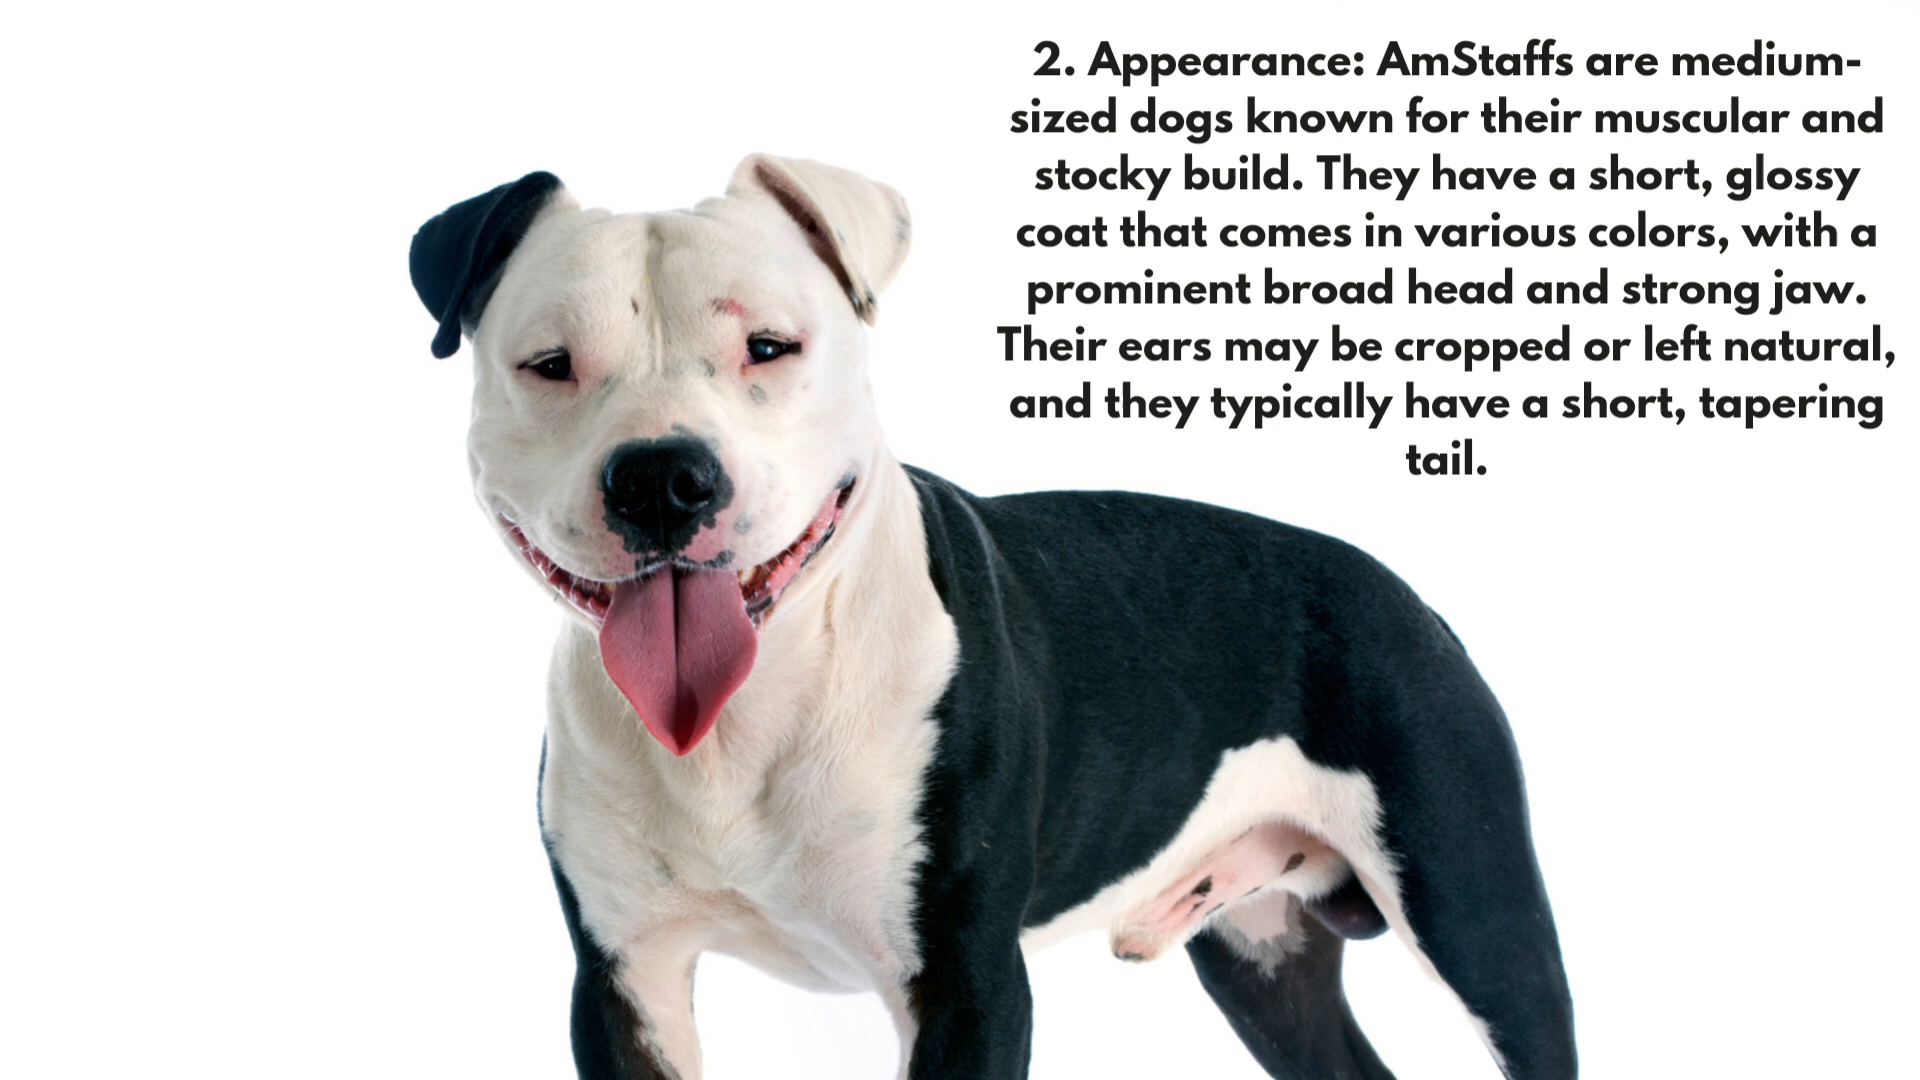 2. Appearance: AmStaffs are medium-
sized dogs known for their muscular and
stocky build. They have a short, glossy
coat that comes in various colors, with a
prominent broad head and strong jaw.
Their ears may be cropped or left natural,
and they typically have a short, tapering
tail.